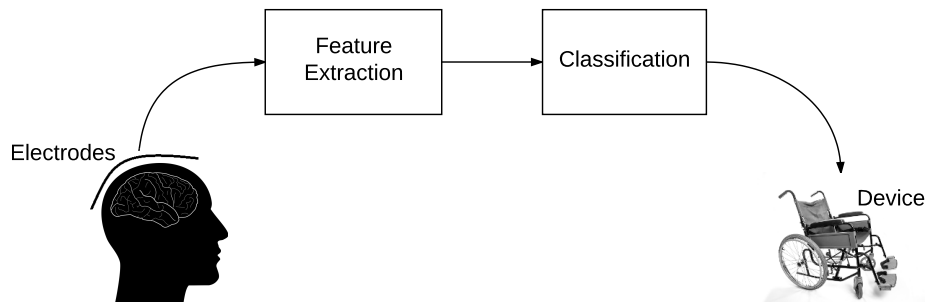 Feature
Extraction
Classification
Electrodes
Device